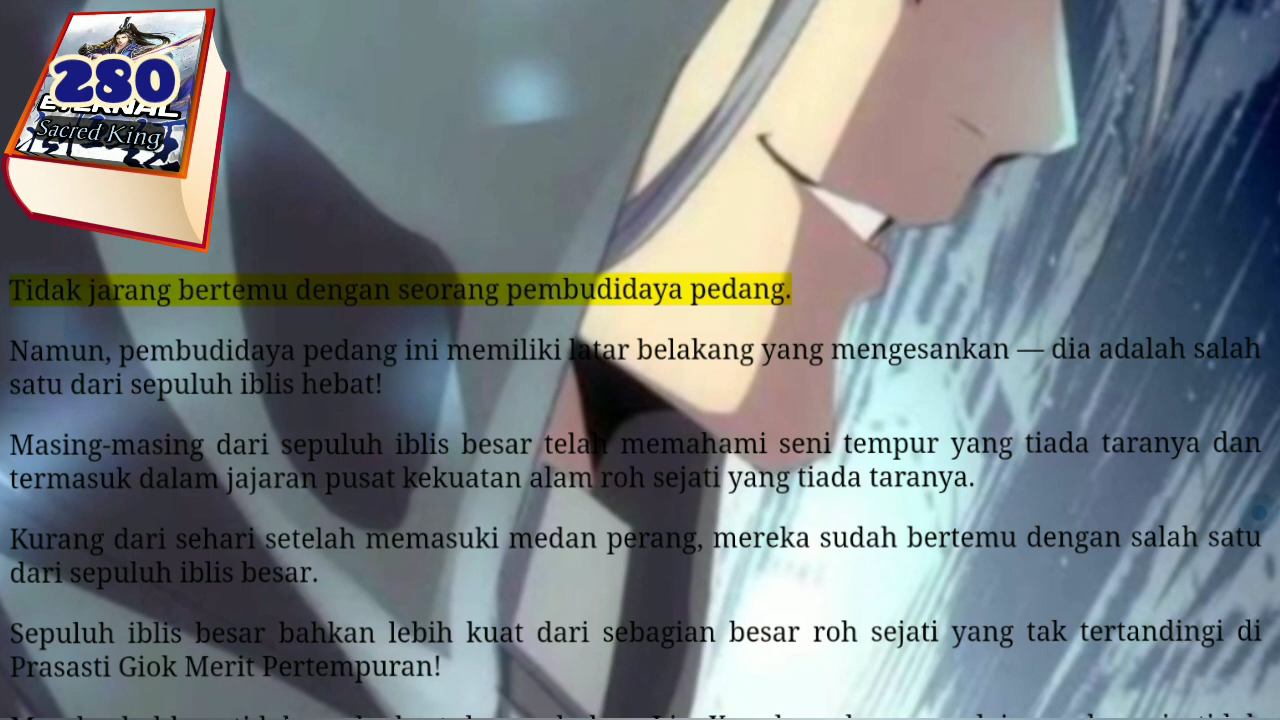 280
ETERNAL
Sacred King
Tidak jarang bertemu dengan seorang pembudidaya pedang.
Namun, pembudidaya pedang ini memiliki latar belakang yang mengesankan — dia adalah salah
satu dari sepuluh iblis hebat!
Masing-masing dari sepuluh iblis besar telah memahami seni tempur yang tiada taranya dan
termasuk dalam jajaran pusat kekuatan alam roh sejati yang tiada taranya.
Kurang dari sehari setelah memasuki medan perang, mereka sudah bertemu dengan salah satu
dari sepuluh iblis besar.
Sepuluh iblis besar bahkan lebih kuat dari sebagian besar roh sejati yang tak tertandingi di
Prasasti Giok Merit Pertempuran!